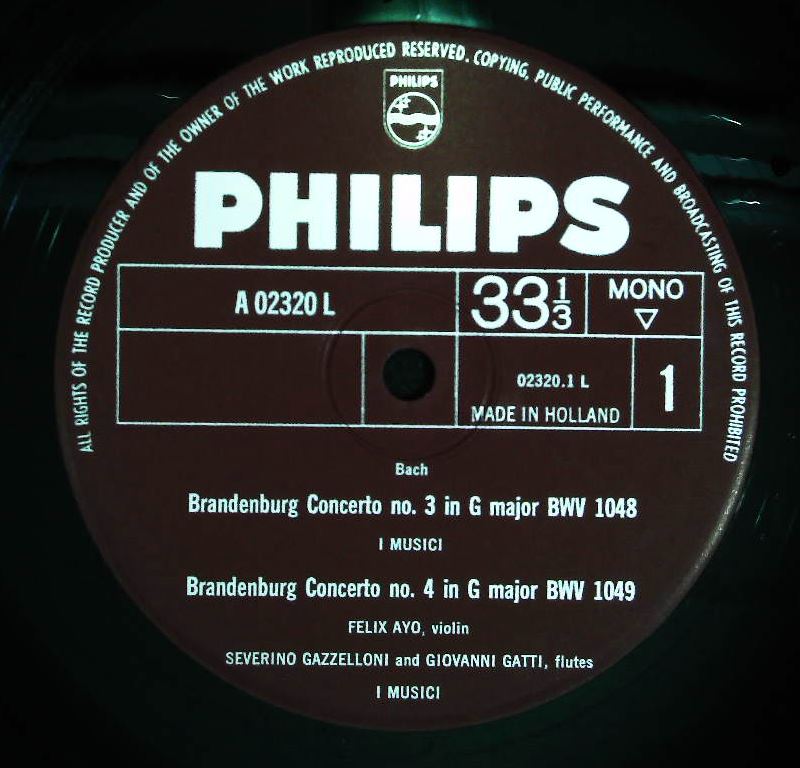 ALL RIGHTS OF THE RECORD PRODUCER AND OF THE OWNER OF THE WORK REPRODUCED RESERVED. COPYING, PUBLIC PERFORMANCE AND BROADCASTING OF THIS RECORD PROHIBITED
PHILIPS
PHILIPS
A 02320 L
33 1/3
MONO
▽
02320.1 L
MADE IN HOLLAND
1
Bach
Brandenburg Concerto no. 3 in G major BWV 1048
I MUSICI
Brandenburg Concerto no. 4 in G major BWV 1049
FELIX AYO, violin
SEVERINO GAZZELLONI and GIOVANNI GATTI, flutes
I MUSICI